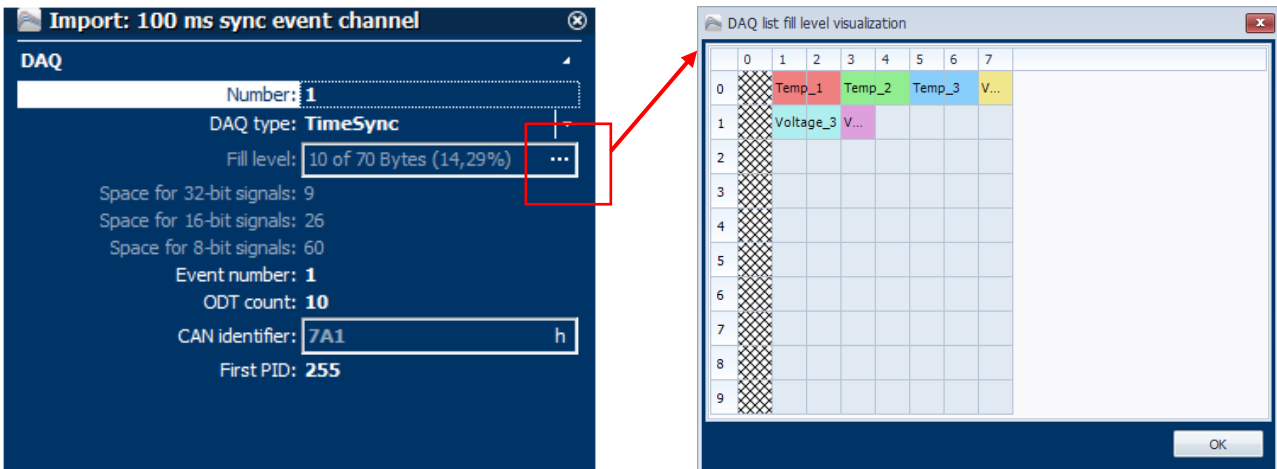 Import: 100 ms sync event channel
DAQ
Number: 1
DAQ type: TimeSync
Fill level: 10 of 70 Bytes (14,29%) ...
Space for 32-bit signals: 9
Space for 16-bit signals: 26
Space for 8-bit signals: 60
Event number: 1
ODT count: 10
CAN identifier: 7A1 h
First PID: 255
DAQ list fill level visualization
0 1 2 3 4 5 6 7
0 Temp_1 Temp_2 Temp_3 V...
1 Voltage_3 V...
2
3
4
5
6
7
8
9
OK